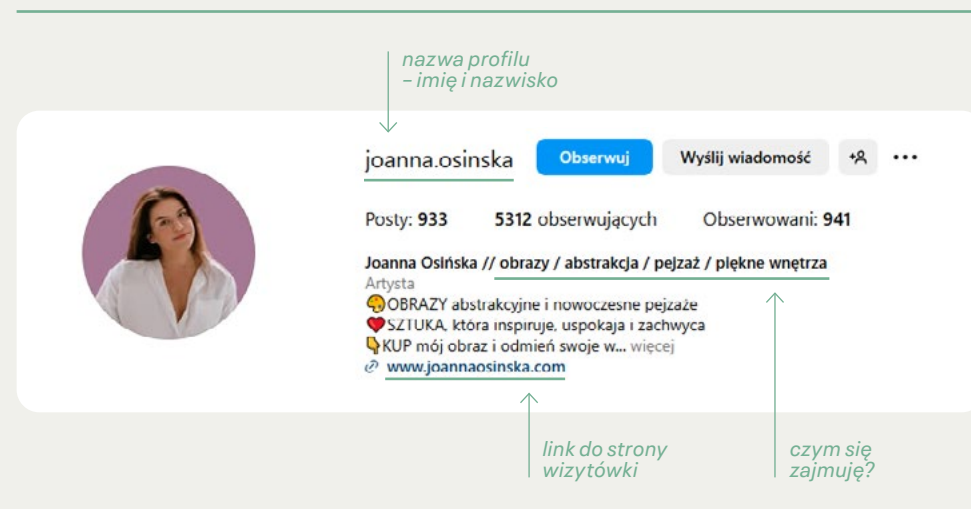 nazwa profilu
– imię i nazwisko
joanna.osinska Obserwuj Wyślij wiadomość
Posty: 933 5312 obserwujących Obserwowani: 941
Joanna Osińska // obrazy / abstrakcja / pejzaż / piękne wnętrza
Artysta
OBRAZY abstrakcyjne i nowoczesne pejzaże
SZTUKA, która inspiruje, uspokaja i zachwyca
KUP mój obraz i odmień swoje w... więcej
www.joannaosinska.com
link do strony
wizytówki
czym się
zajmuję?